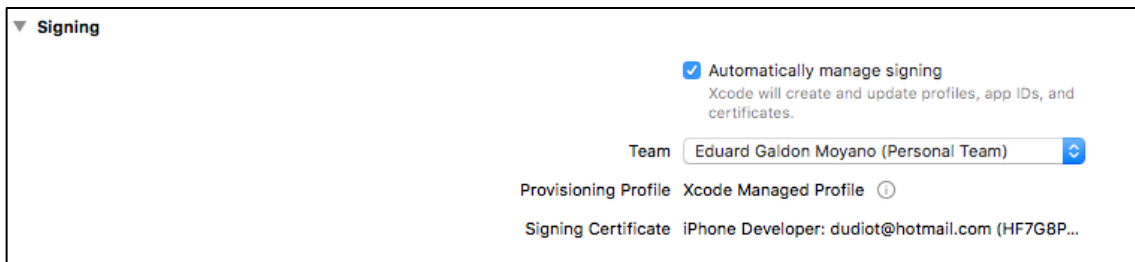 Signing
Automatically manage signing
Xcode will create and update profiles, app IDs, and
certificates.
Team Eduard Galdon Moyano (Personal Team)
Provisioning Profile Xcode Managed Profile
Signing Certificate iPhone Developer: dudiot@hotmail.com (HF7G8P...